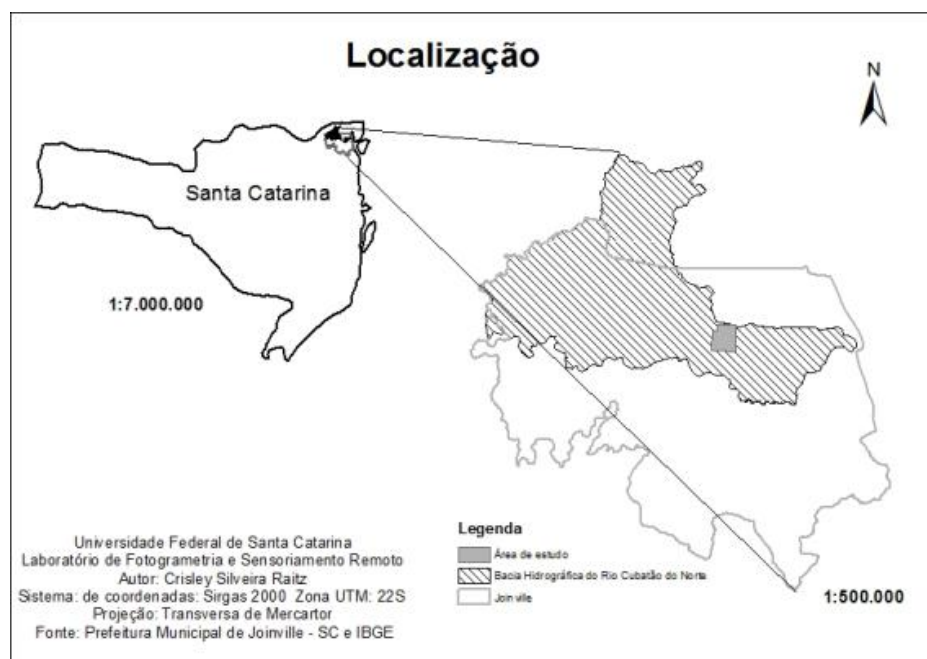 Localização
N
Santa Catarina
1:7.000.000
Universidade Federal de Santa Catarina
Laboratório de Fotogrametria e Sensoriamento Remoto
Autor: Crisley Silveira Raitz
Sistema: de coordenadas: Sirgas 2000 Zona UTM: 22S
Projeção: Transversa de Mercartor
Fonte: Prefeitura Municipal de Joinville - SC e IBGE
Legenda
Área de estudo
Bacia Hidrográfica do Rio Cubatão do Norte
Joinville
1:500.000